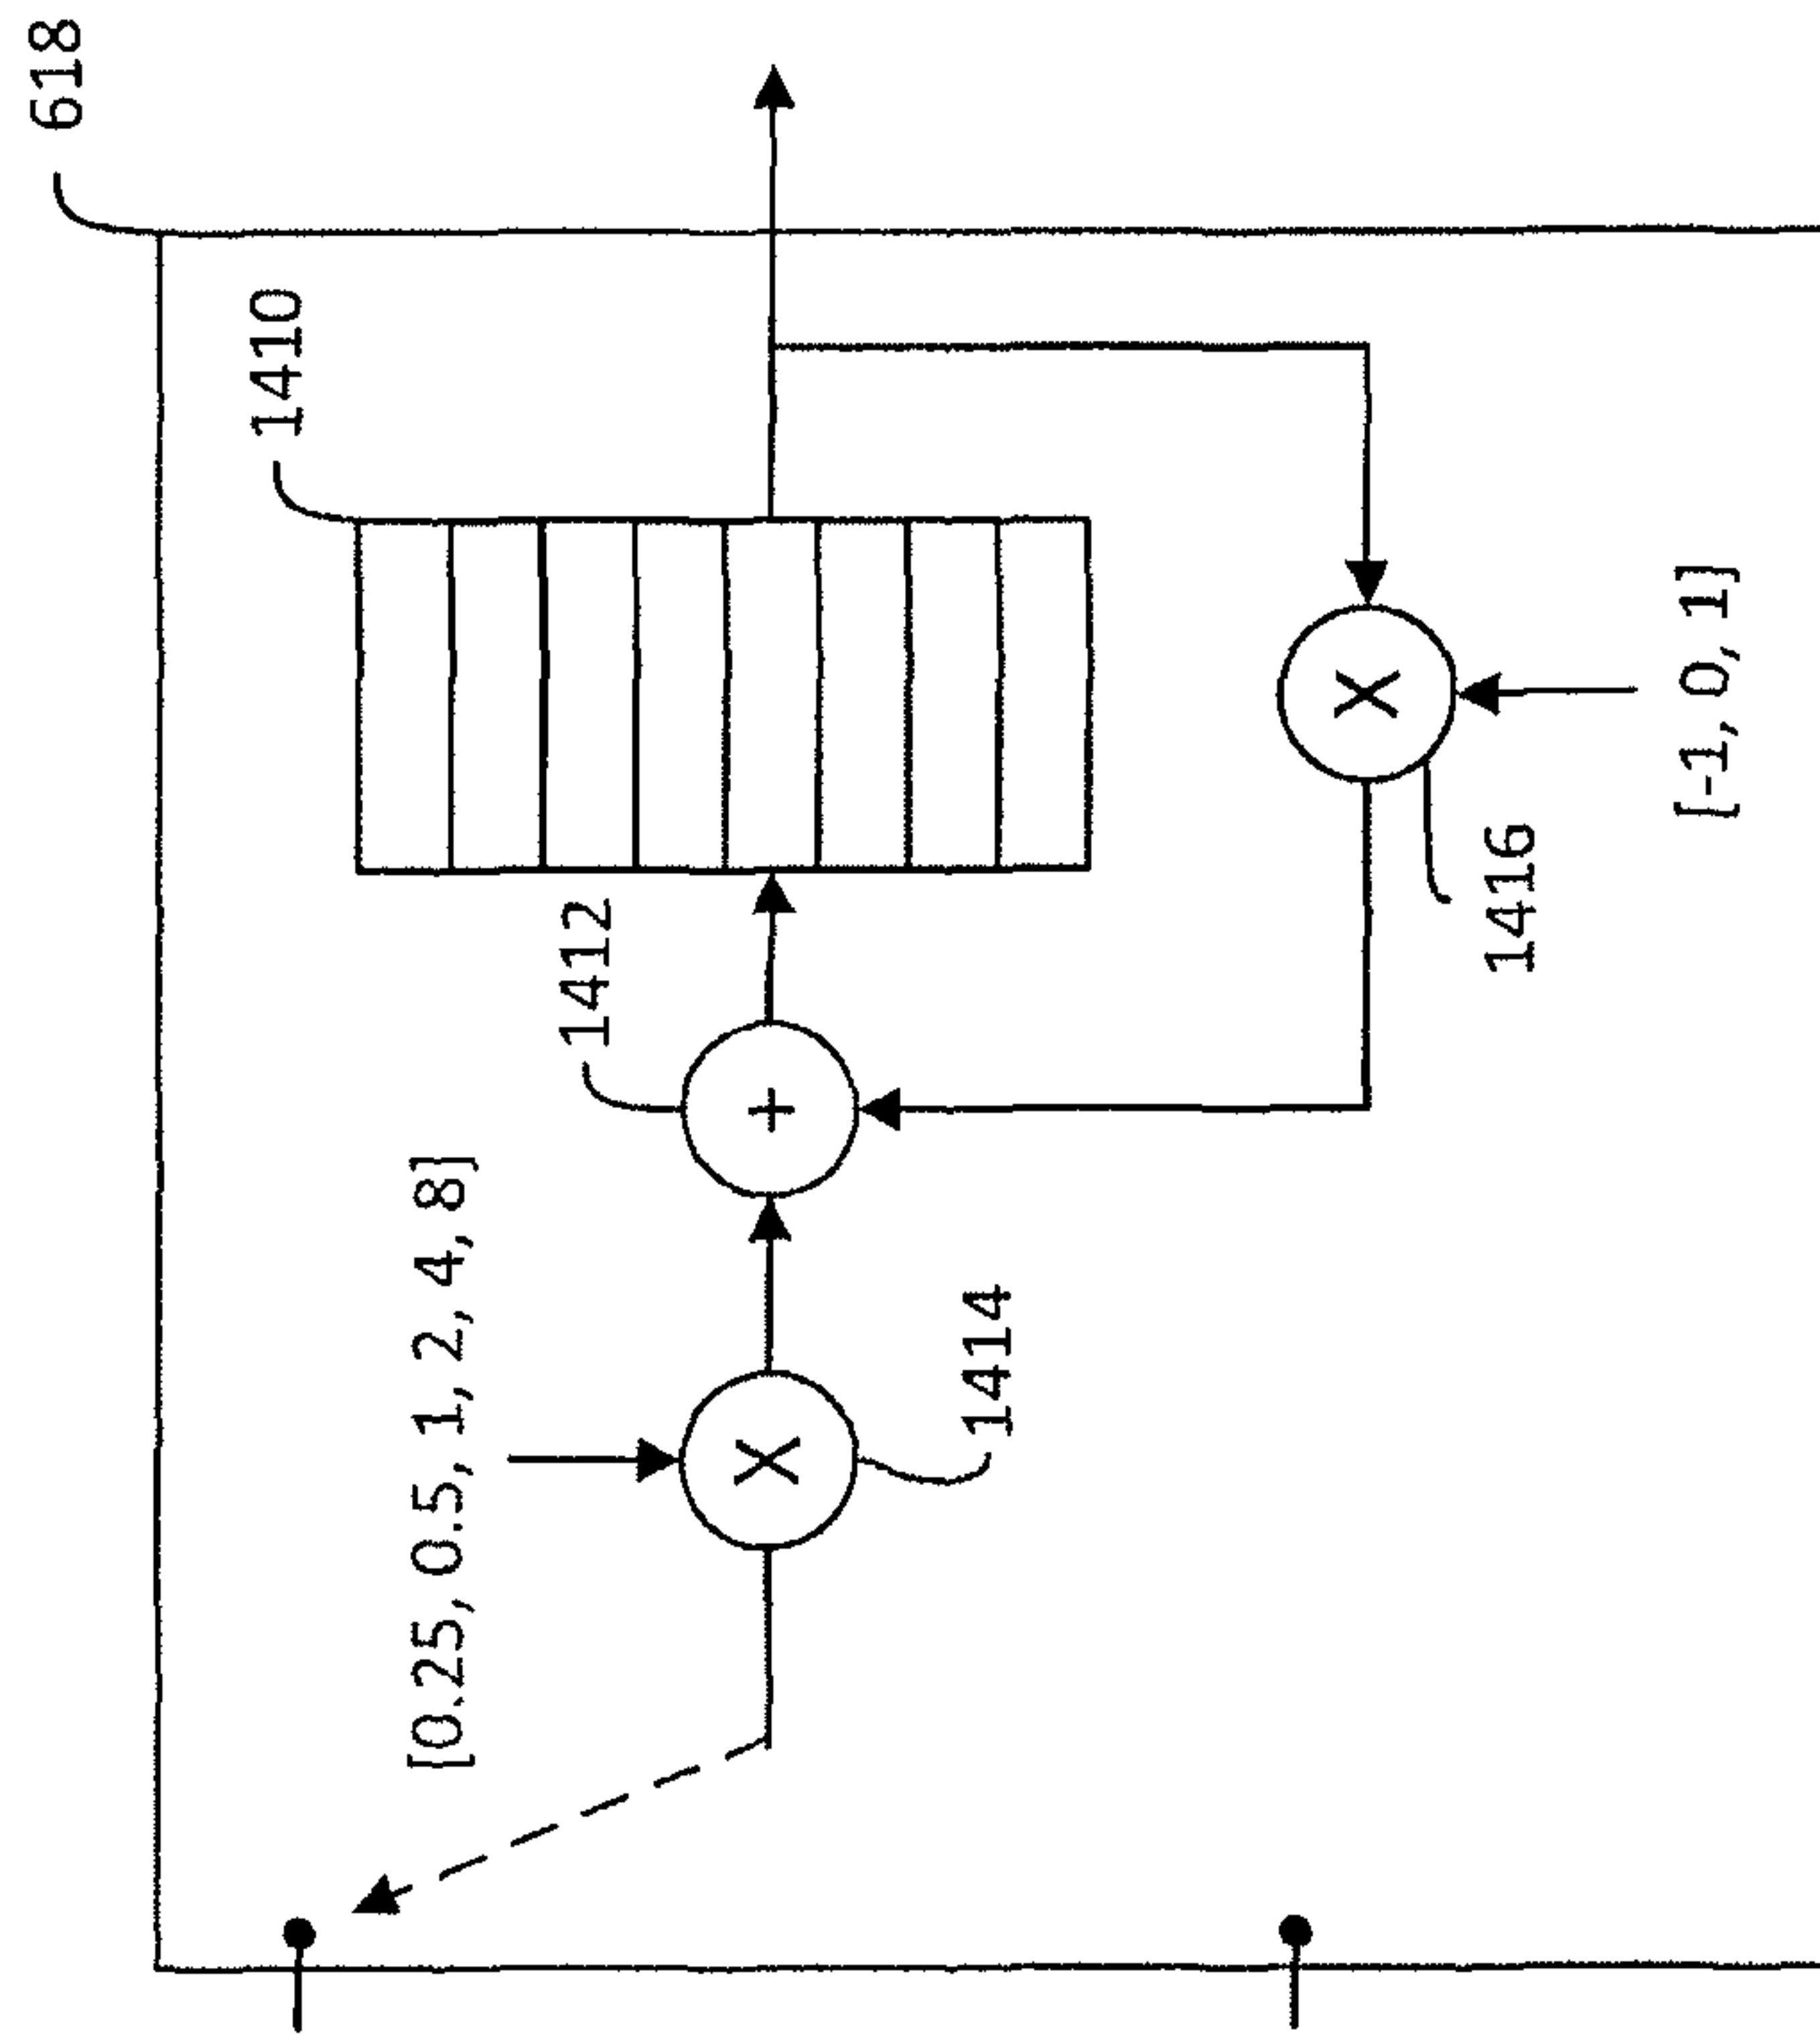 618
1410
1412
[0.25, 0.5, 1, 2, 4, 8]
+
X
1414
X
1416
[-1, 0, 1]